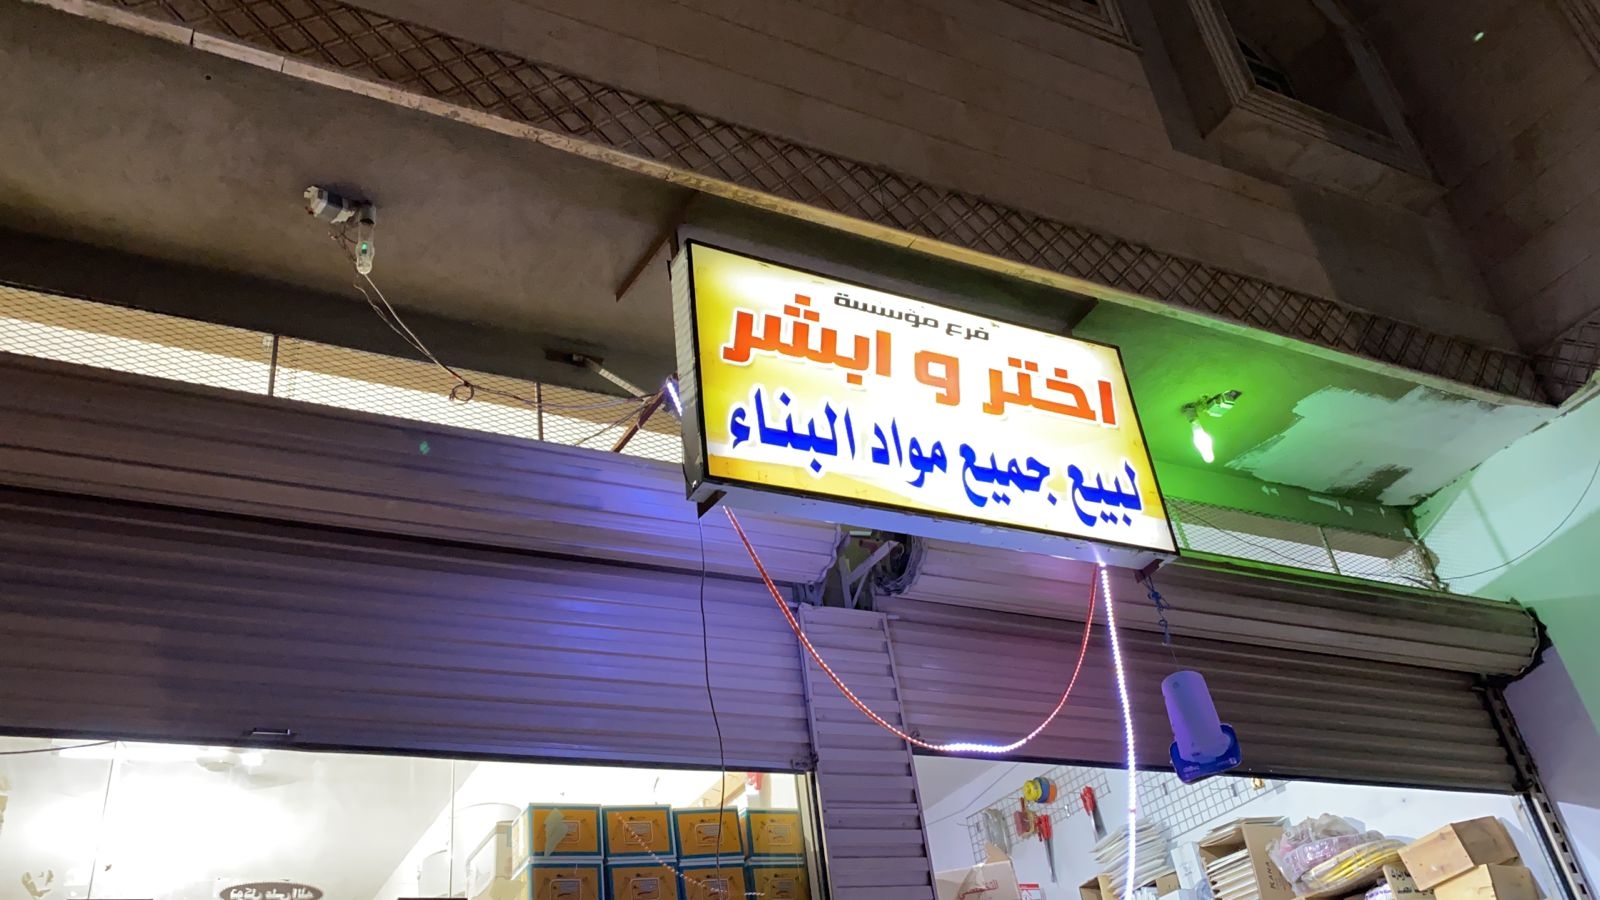 فرع مؤسسة
اختر و ابشر
لبيع جميع مواد البناء